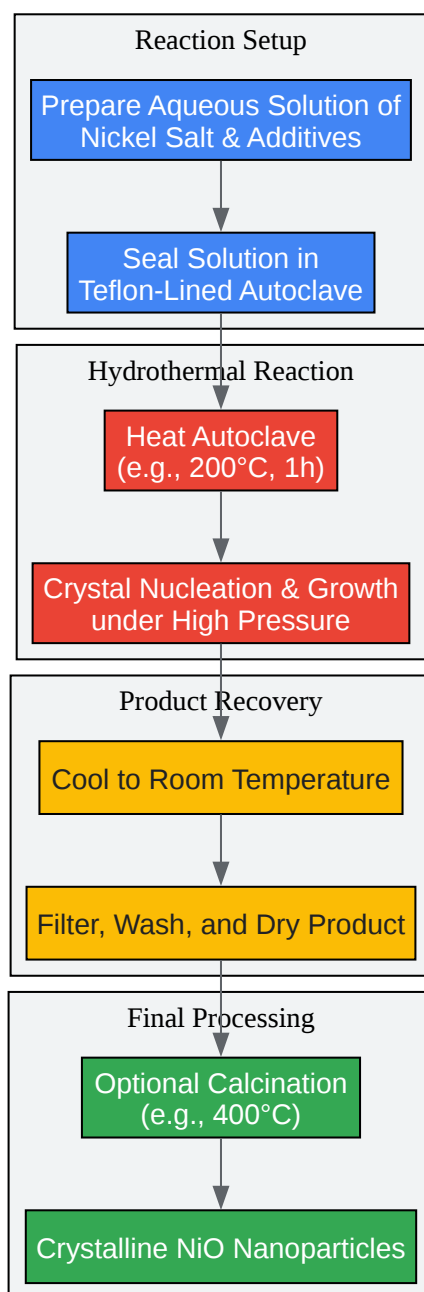 Reaction Setup
Prepare Aqueous Solution of
Nickel Salt & Additives
Seal Solution in
Teflon-Lined Autoclave
Hydrothermal Reaction
Heat Autoclave
(e.g., 200°C, 1h)
Crystal Nucleation & Growth
under High Pressure
Product Recovery
Cool to Room Temperature
Filter, Wash, and Dry Product
Final Processing
Optional Calcination
(e.g., 400°C)
Crystalline NiO Nanoparticles